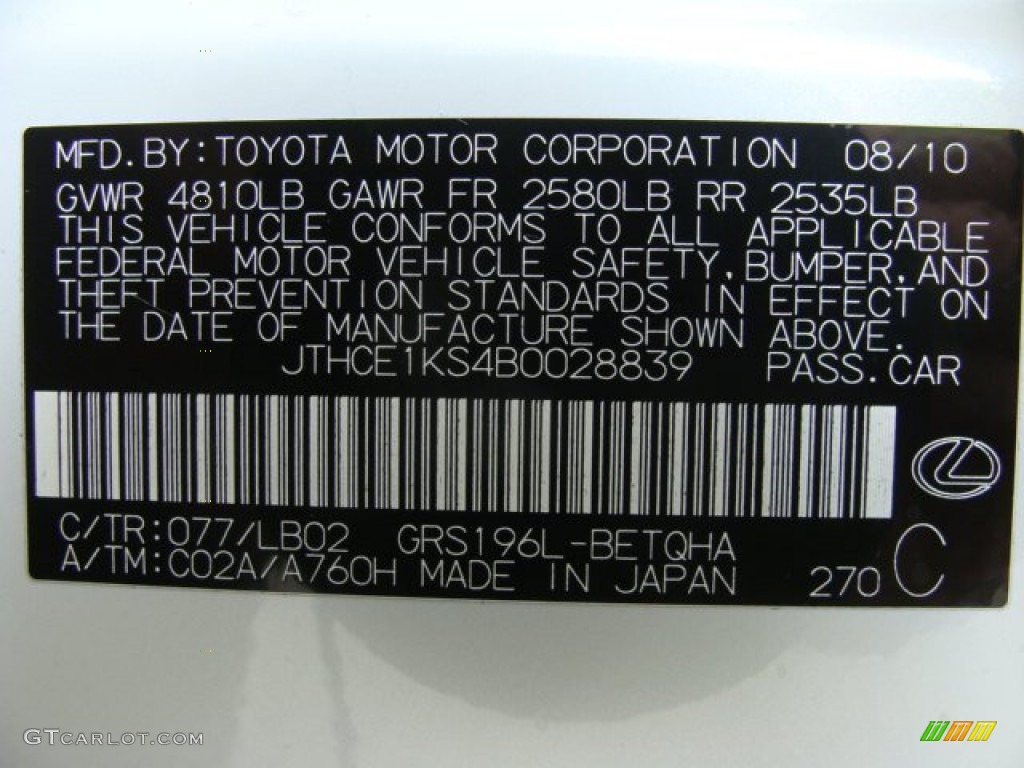 MFD.BY:TOYOTA MOTOR CORPORATION 08/10
GVWR 4810LB GAWR FR 2580LB RR 2535LB
THIS VEHICLE CONFORMS TO ALL APPLICABLE
FEDERAL MOTOR VEHICLE SAFETY,BUMPER,AND
THEFT PREVENTION STANDARDS IN EFFECT ON
THE DATE OF MANUFACTURE SHOWN ABOVE.
JTHCE1KS4B0028839 PASS.CAR
C/TR:077/LB02 GRS196L-BETQHA
A/TM:C02A/A760H MADE IN JAPAN 270 C
GTCARLOT.COM